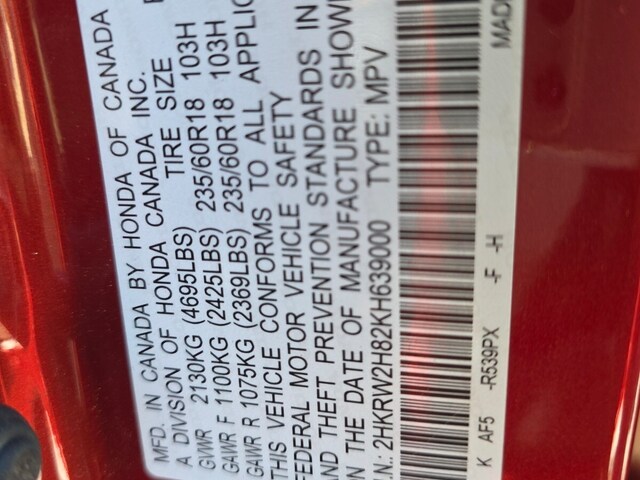 MFD. IN CANADA BY HONDA OF CANADA
A DIVISION OF HONDA CANADA INC.
TIRE SIZE
GVWR 2130KG (4695LBS)
GAWR F 1100KG (2425LBS) 235/60R18 103H
GAWR R 1075KG (2369LBS) 235/60R18 103H
THIS VEHICLE CONFORMS TO ALL APPLIC
FEDERAL MOTOR VEHICLE SAFETY
AND THEFT PREVENTION STANDARDS IN
ON THE DATE OF MANUFACTURE SHOWN
I.N.: 2HKRW2H82KH639000 TYPE: MPV
K AF5 -R539PX -F -H MAD